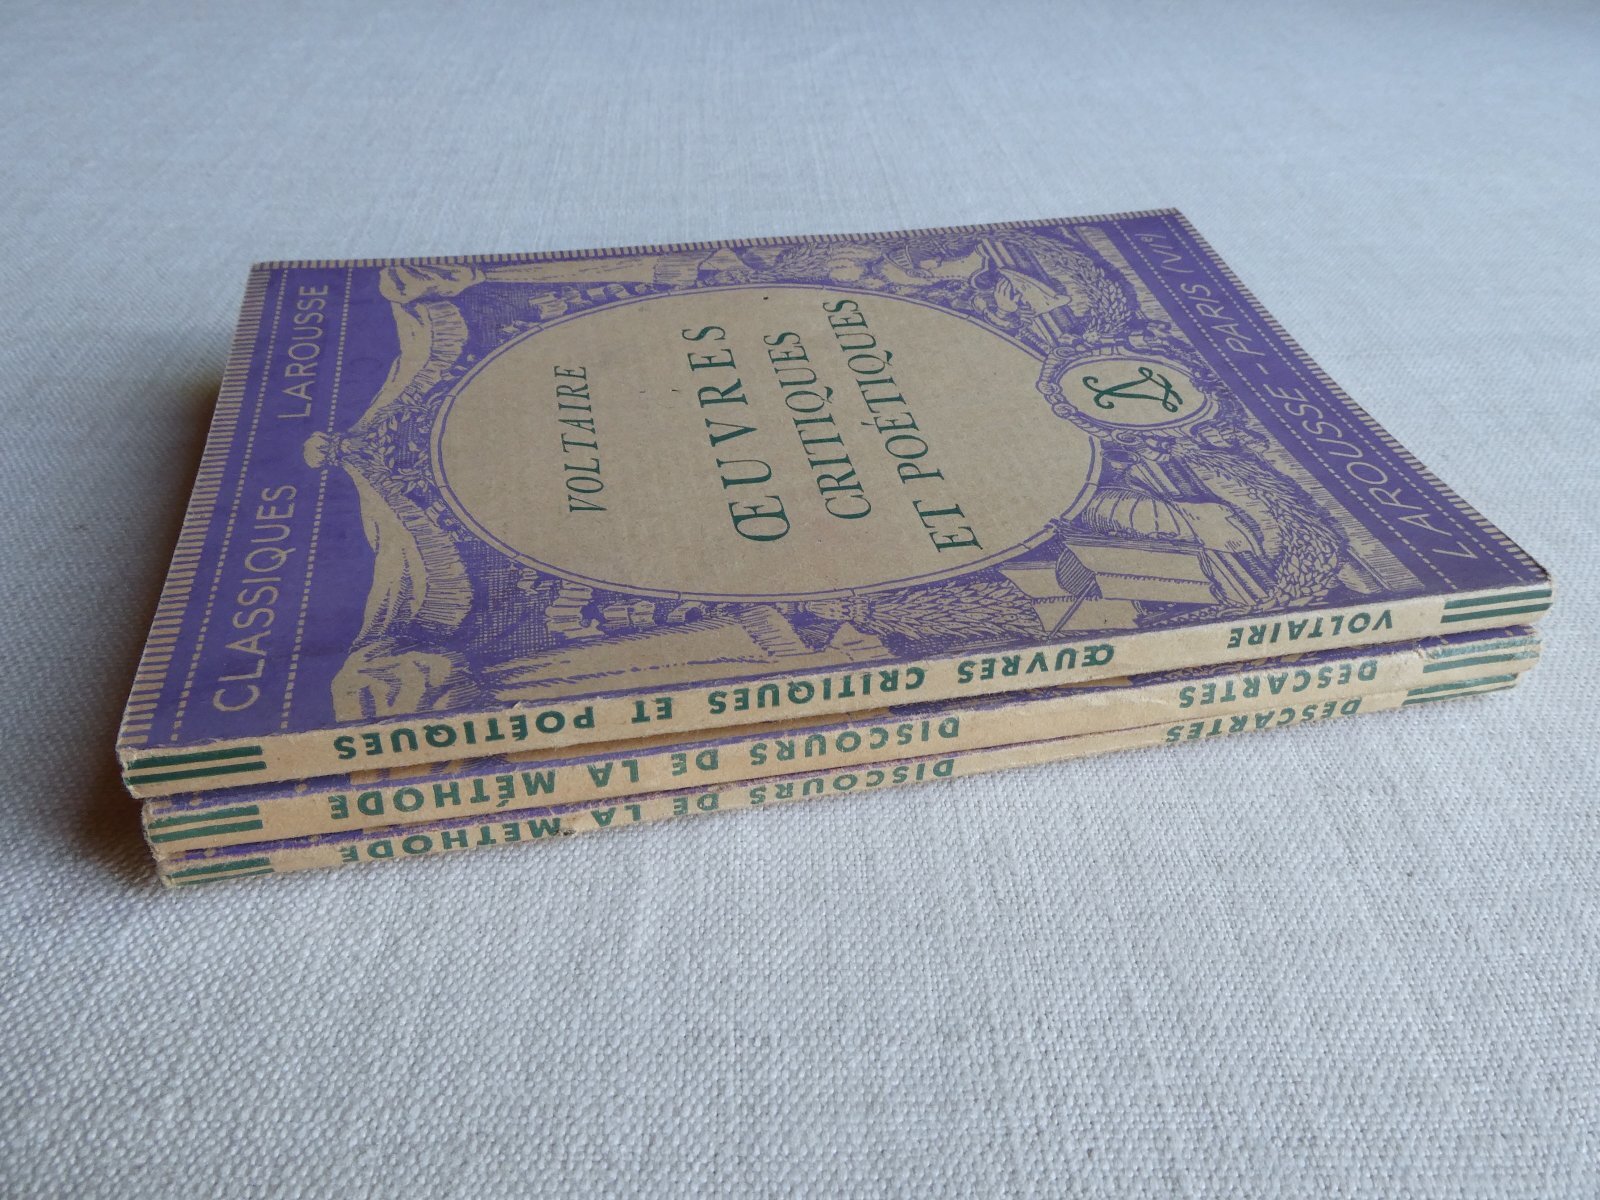 CLASSIQUES LAROUSSE
VOLTAIRE
ŒUVRES
CRITIQUES
ET POÉTIQUES
L
LAROUSSE – PARIS (VIᵉ)
VOLTAIRE ŒUVRES CRITIQUES ET POÉTIQUES
DESCARTES DISCOURS DE LA MÉTHODE
DESCARTES DISCOURS DE LA MÉTHODE